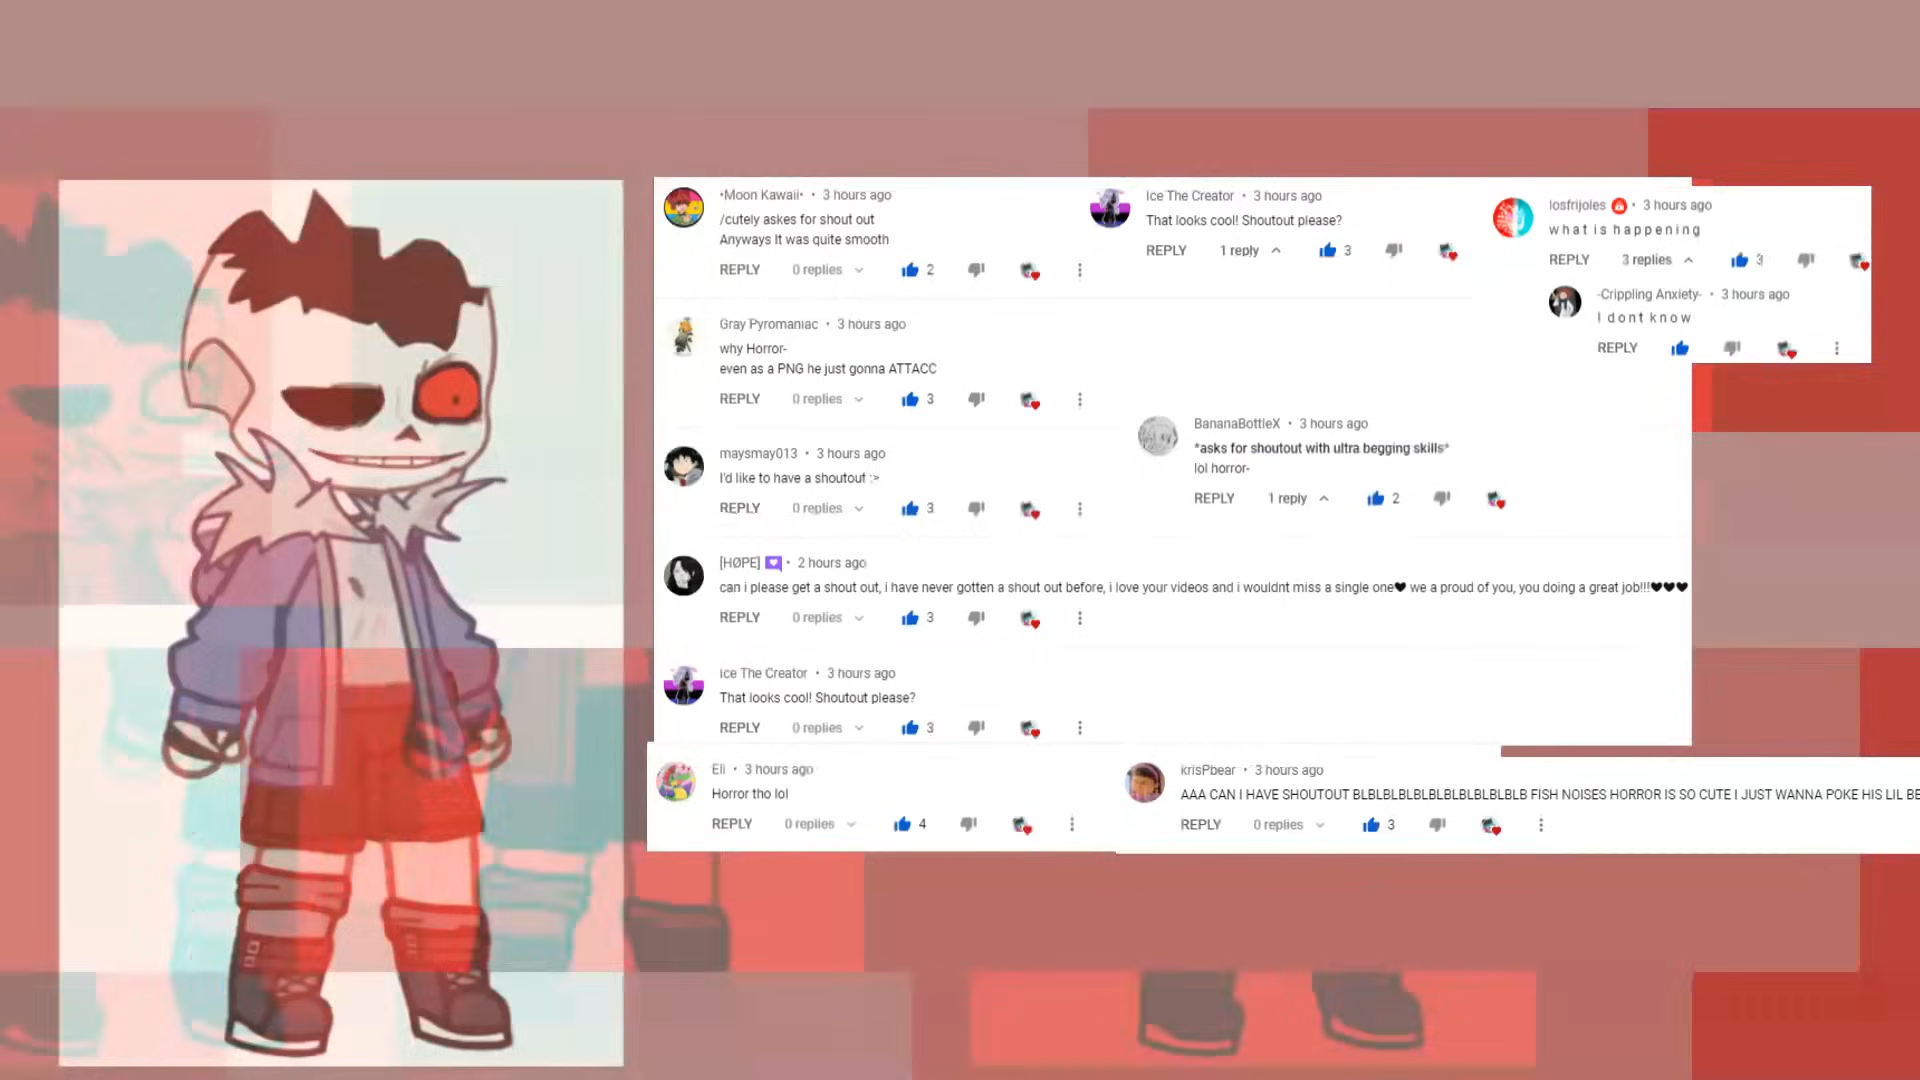 •Moon Kawaii• • 3 hours ago
/cutely askes for shout out
Anyways It was quite smooth
REPLY 0 replies 2
Gray Pyromaniac • 3 hours ago
why Horror-
even as a PNG he just gonna ATTACC
REPLY 0 replies 3
maysmay013 • 3 hours ago
I'd like to have a shoutout :>
REPLY 0 replies 3
[HØPE] • 2 hours ago
can i please get a shout out, i have never gotten a shout out before, i love your videos and i wouldnt miss a single one♥ we a proud of you, you doing a great job!!!♥♥♥
REPLY 0 replies 3
Ice The Creator • 3 hours ago
That looks cool! Shoutout please?
REPLY 0 replies 3
Eli • 3 hours ago
Horror tho lol
REPLY 0 replies 4
Ice The Creator • 3 hours ago
That looks cool! Shoutout please?
REPLY 1 reply 3
BananaBottleX • 3 hours ago
*asks for shoutout with ultra begging skills*
lol horror-
REPLY 1 reply 2
losfrijoles • 3 hours ago
w h a t i s h a p p e n i n g
REPLY 3 replies 3
-Crippling Anxiety- • 3 hours ago
I d o n t k n o w
REPLY
krisPbear • 3 hours ago
AAA CAN I HAVE SHOUTOUT BLBLBLBLBLBLBLBLBLBLBLB FISH NOISES HORROR IS SO CUTE I JUST WANNA POKE HIS LIL BE
REPLY 0 replies 3